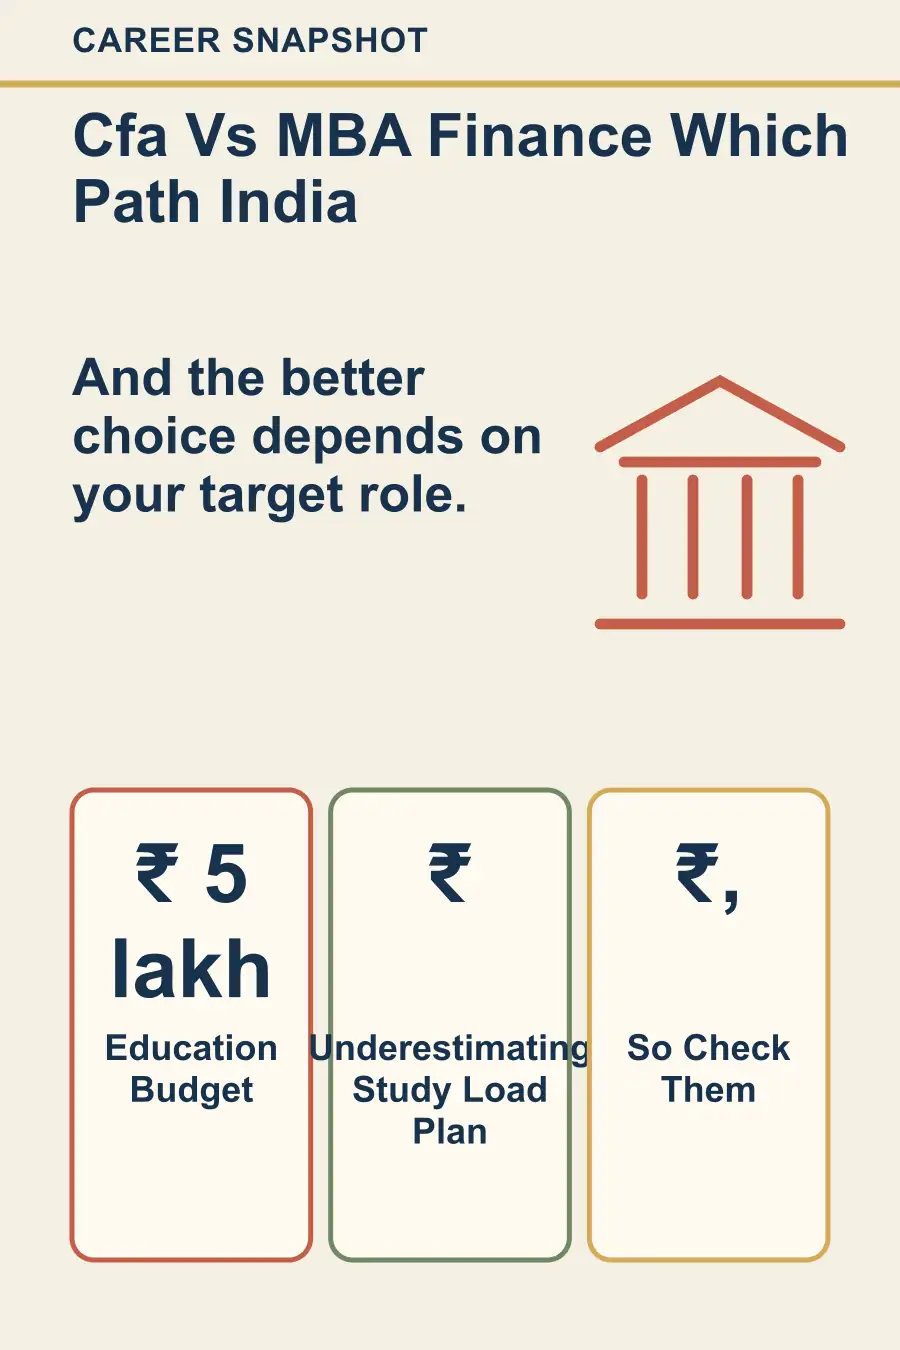 CAREER SNAPSHOT
Cfa Vs MBA Finance Which
Path India
And the better
choice depends on
your target role.
₹ 5
lakh
Education
Budget
₹
Underestimating
Study Load
Plan
₹,
So Check
Them